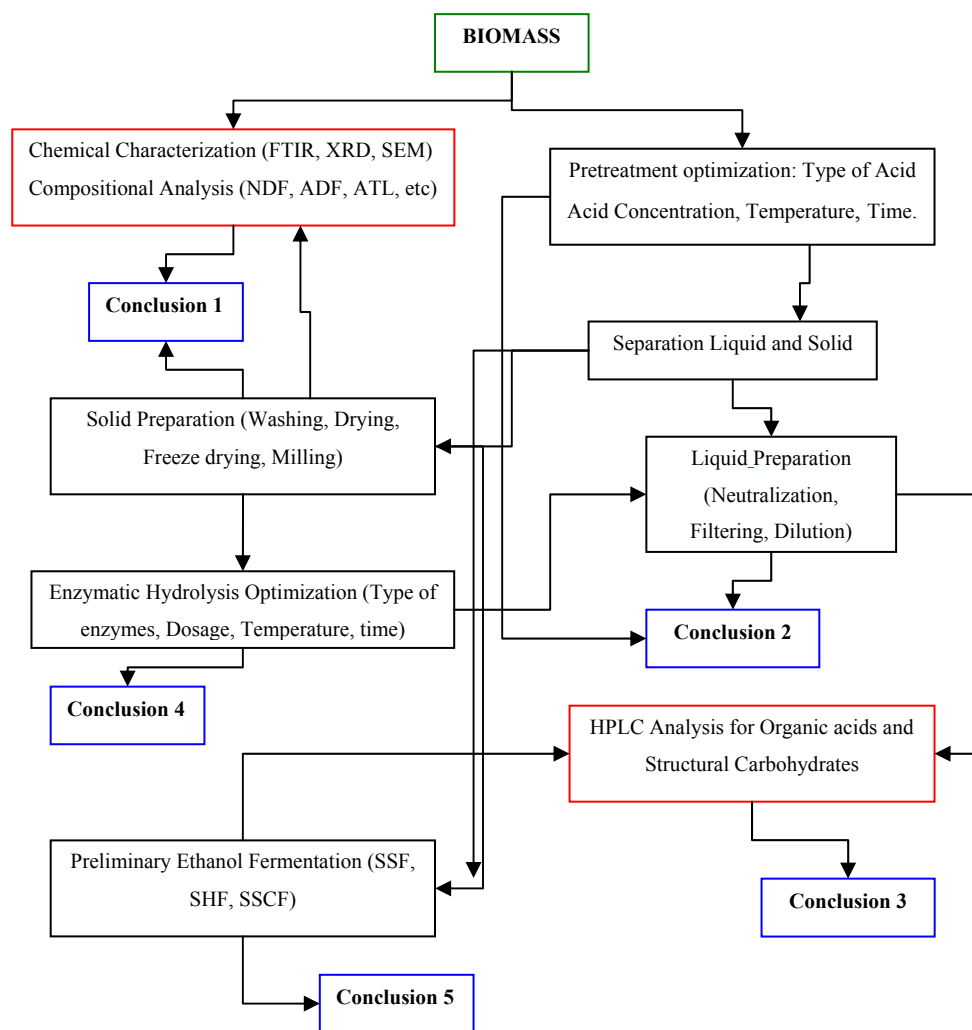 BIOMASS
Chemical Characterization (FTIR, XRD, SEM)
Compositional Analysis (NDF, ADF, ATL, etc)
Pretreatment optimization: Type of Acid
Acid Concentration, Temperature, Time.
Conclusion 1
Separation Liquid and Solid
Solid Preparation (Washing, Drying,
Freeze drying, Milling)
Liquid Preparation
(Neutralization,
Filtering, Dilution)
Enzymatic Hydrolysis Optimization (Type of
enzymes, Dosage, Temperature, time)
Conclusion 2
Conclusion 4
HPLC Analysis for Organic acids and
Structural Carbohydrates
Preliminary Ethanol Fermentation (SSF,
SHF, SSCF)
Conclusion 3
Conclusion 5